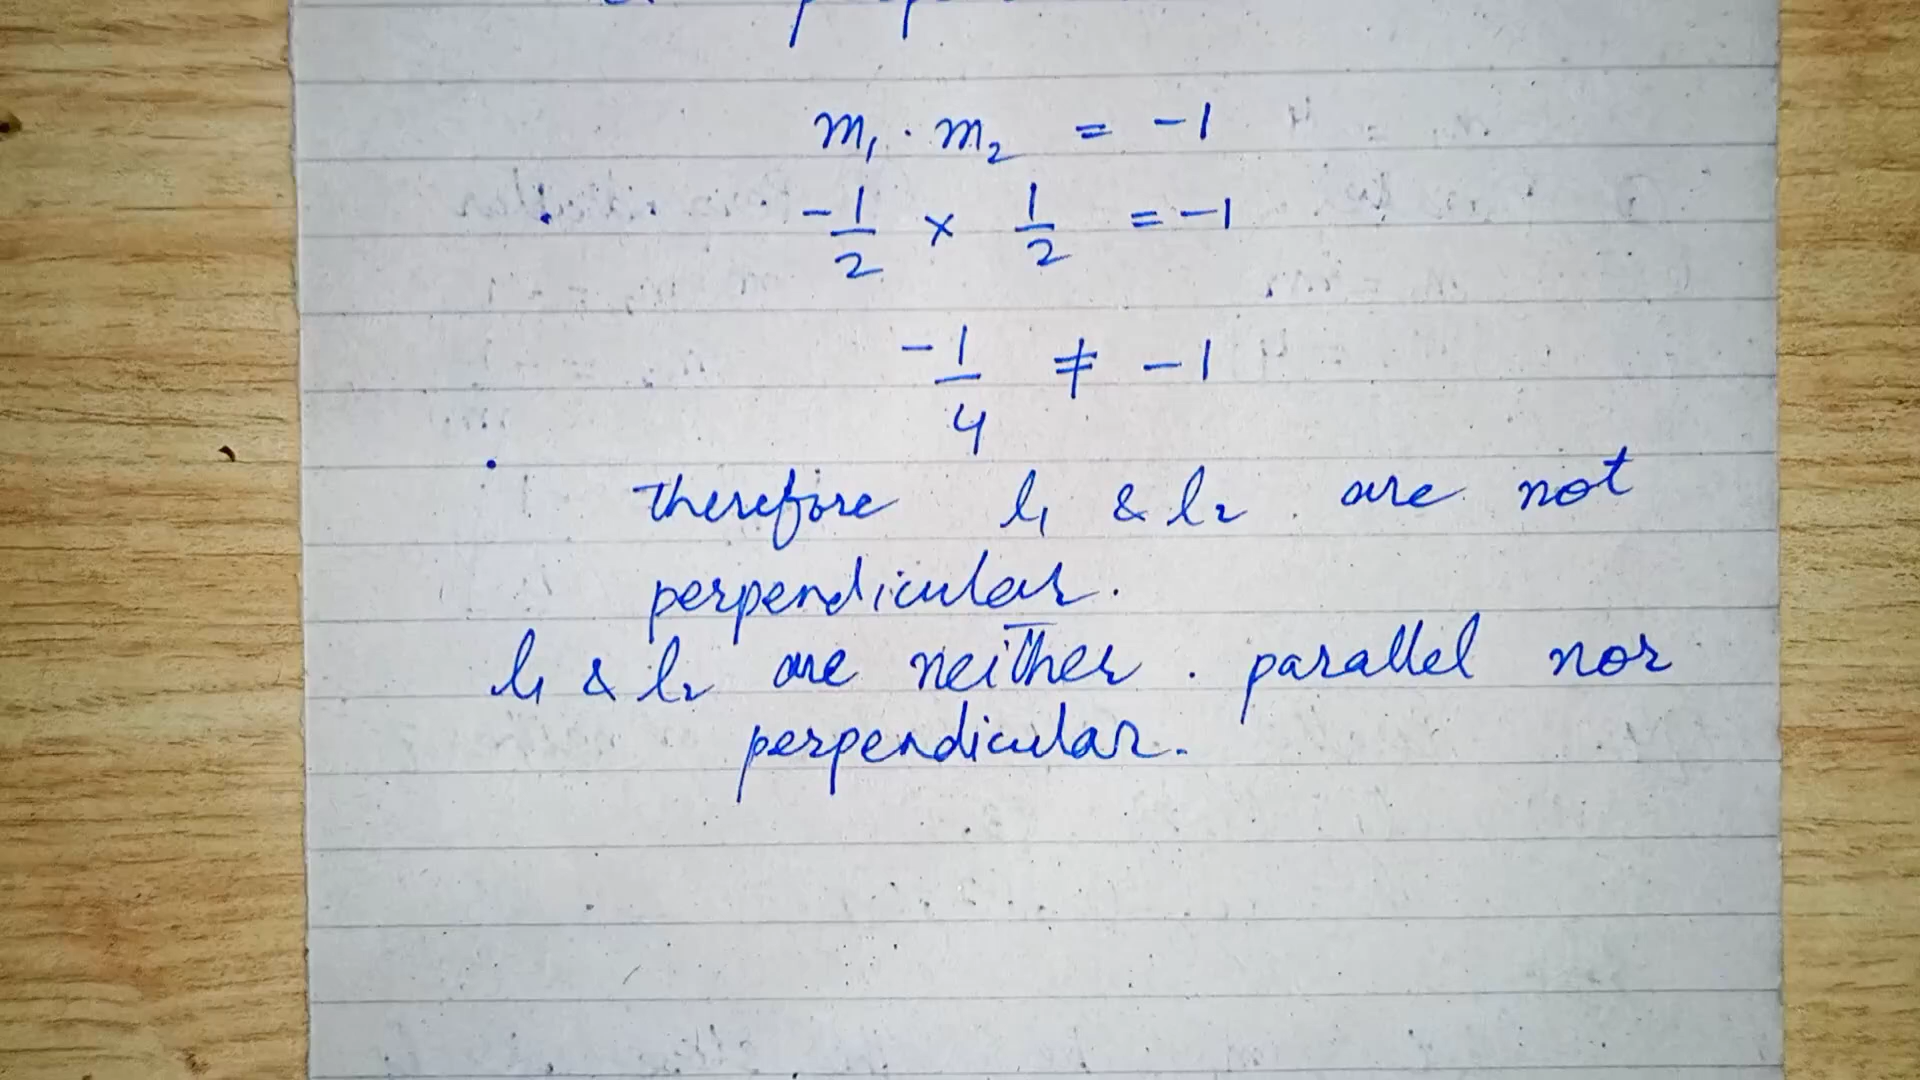 m₁ · m₂ = -1
-1/2 × 1/2 = -1
-1/4 ≠ -1
therefore l₁ & l₂ are not
perpendicular.
l₁ & l₂ are neither parallel nor
perpendicular.